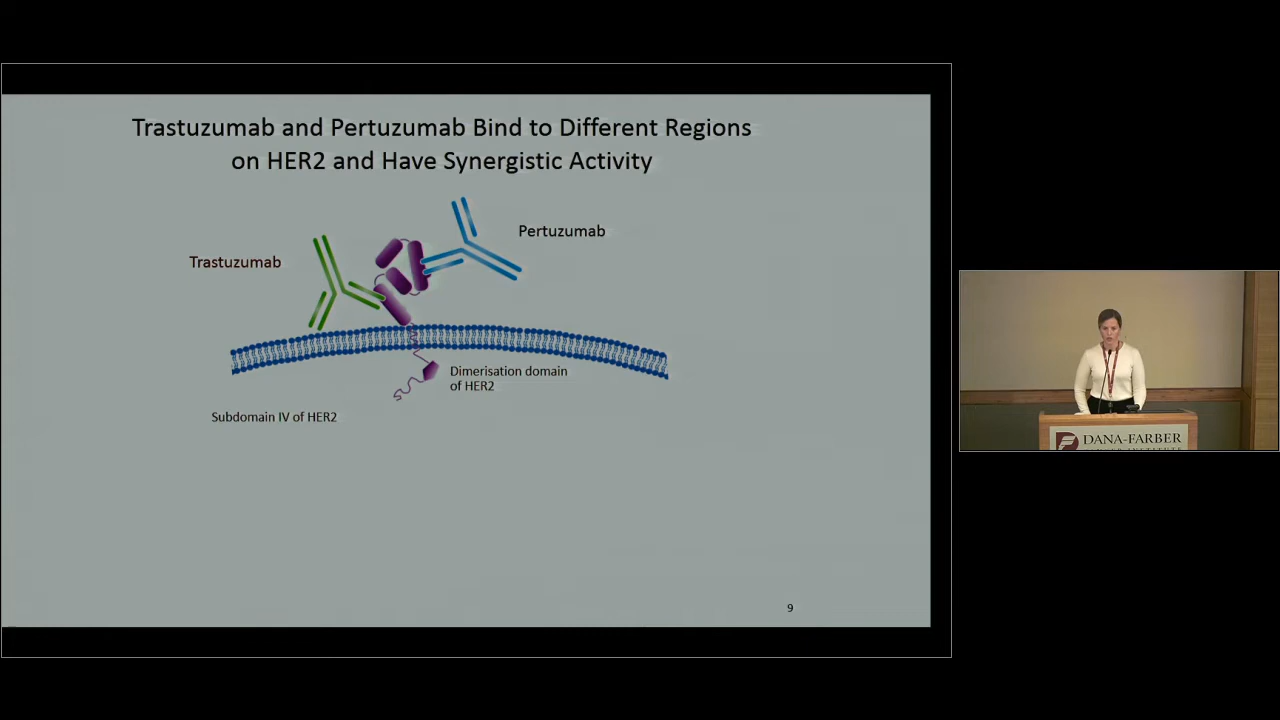 Trastuzumab and Pertuzumab Bind to Different Regions
on HER2 and Have Synergistic Activity
Pertuzumab
Trastuzumab
Dimerisation domain
of HER2
Subdomain IV of HER2
9
DANA-FARBER